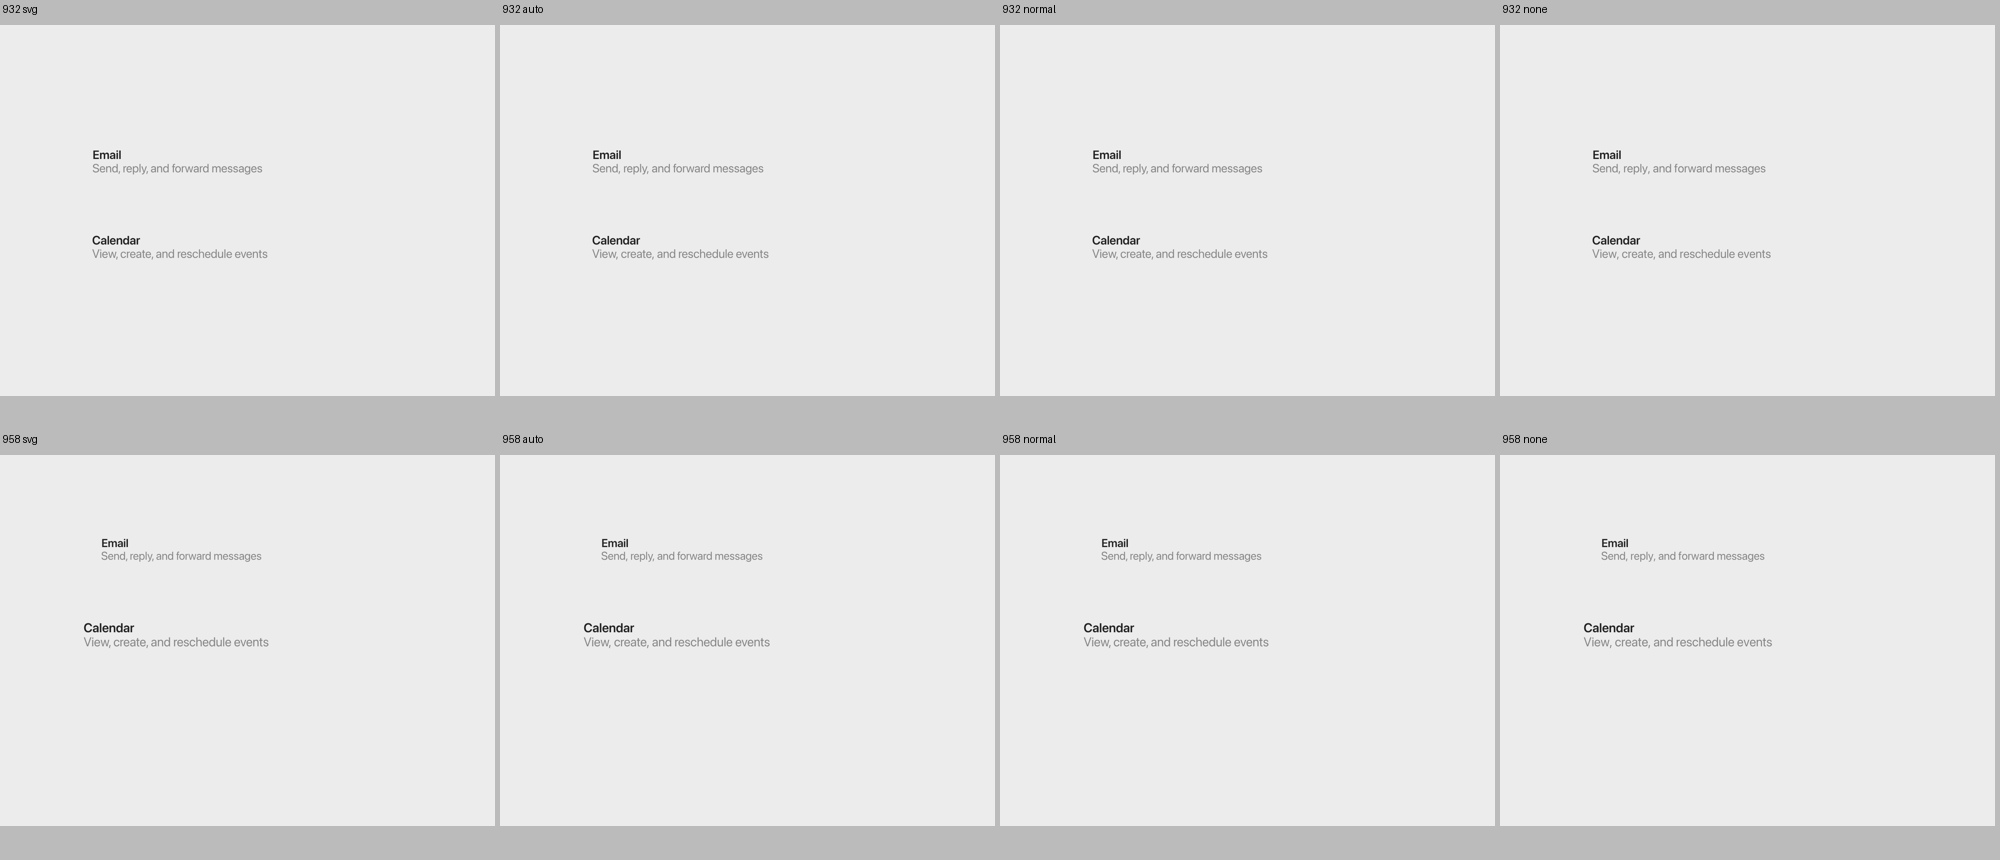 932 svg
932 auto
932 normal
932 none
Email
Send, reply, and forward messages
Calendar
View, create, and reschedule events
Email
Send, reply, and forward messages
Calendar
View, create, and reschedule events
Email
Send, reply, and forward messages
Calendar
View, create, and reschedule events
Email
Send, reply, and forward messages
Calendar
View, create, and reschedule events
958 svg
958 auto
958 normal
958 none
Email
Send, reply, and forward messages
Calendar
View, create, and reschedule events
Email
Send, reply, and forward messages
Calendar
View, create, and reschedule events
Email
Send, reply, and forward messages
Calendar
View, create, and reschedule events
Email
Send, reply, and forward messages
Calendar
View, create, and reschedule events